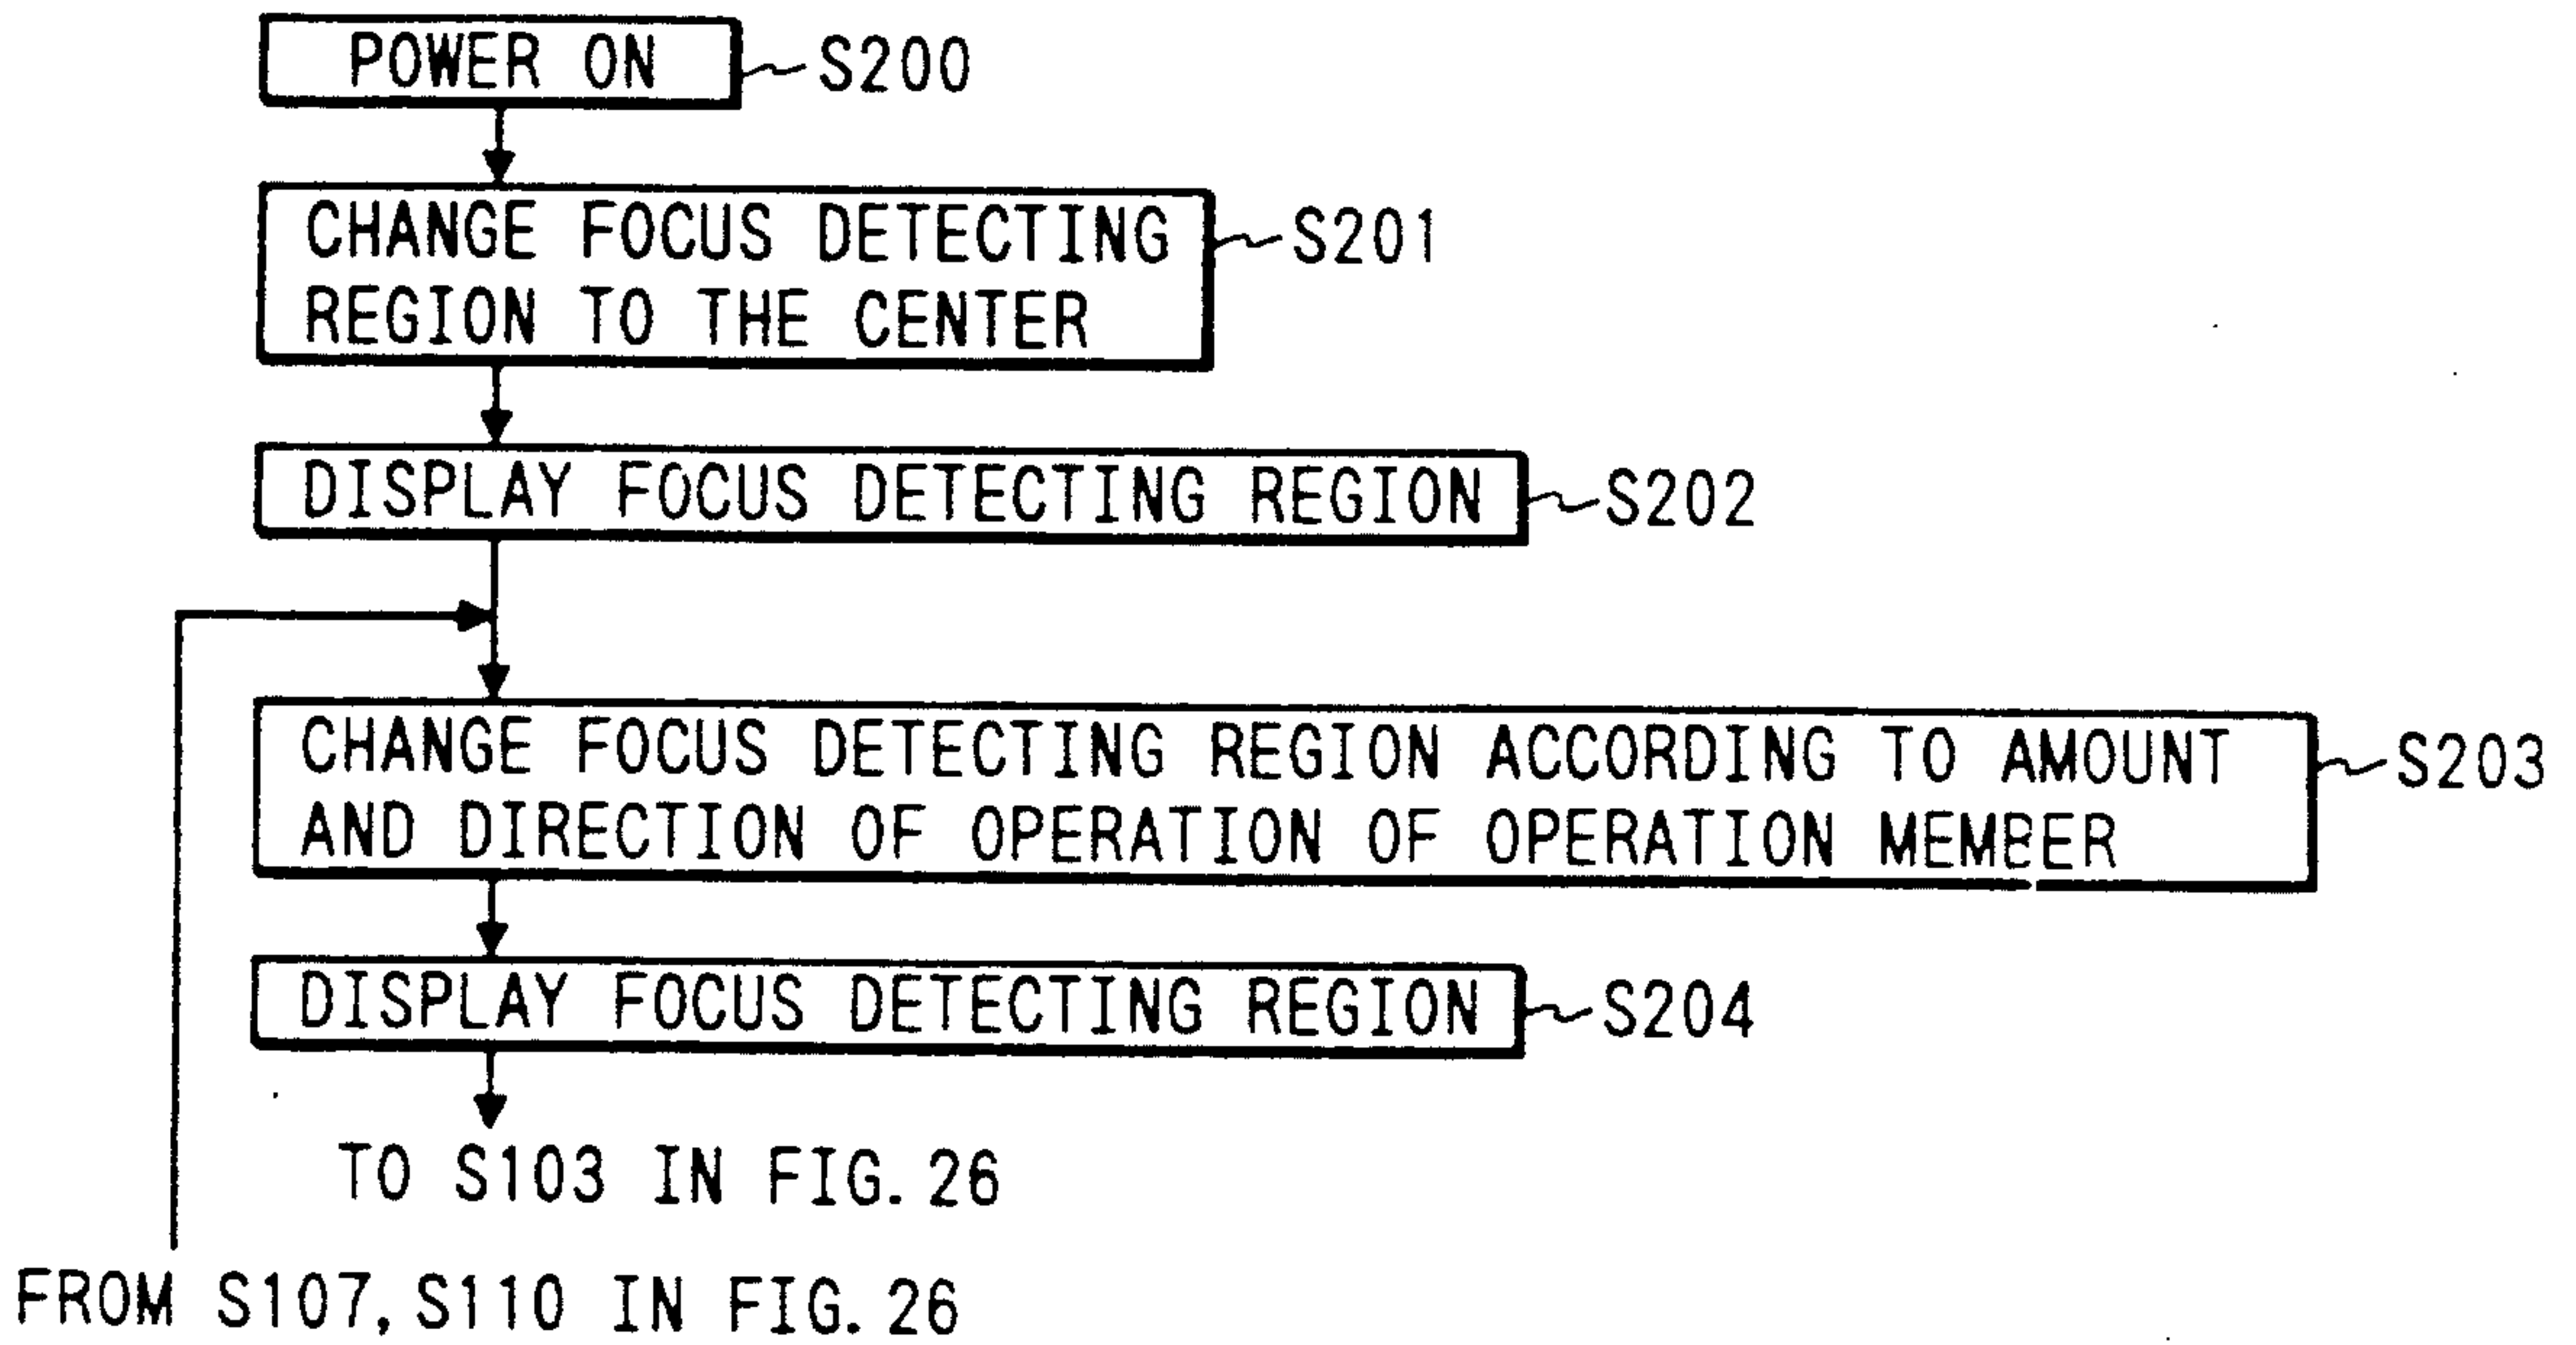 POWER ON
S200
CHANGE FOCUS DETECTING
REGION TO THE CENTER
S201
DISPLAY FOCUS DETECTING REGION
S202
CHANGE FOCUS DETECTING REGION ACCORDING TO AMOUNT
AND DIRECTION OF OPERATION OF OPERATION MEMBER
S203
DISPLAY FOCUS DETECTING REGION
S204
TO S103 IN FIG. 26
FROM S107, S110 IN FIG. 26